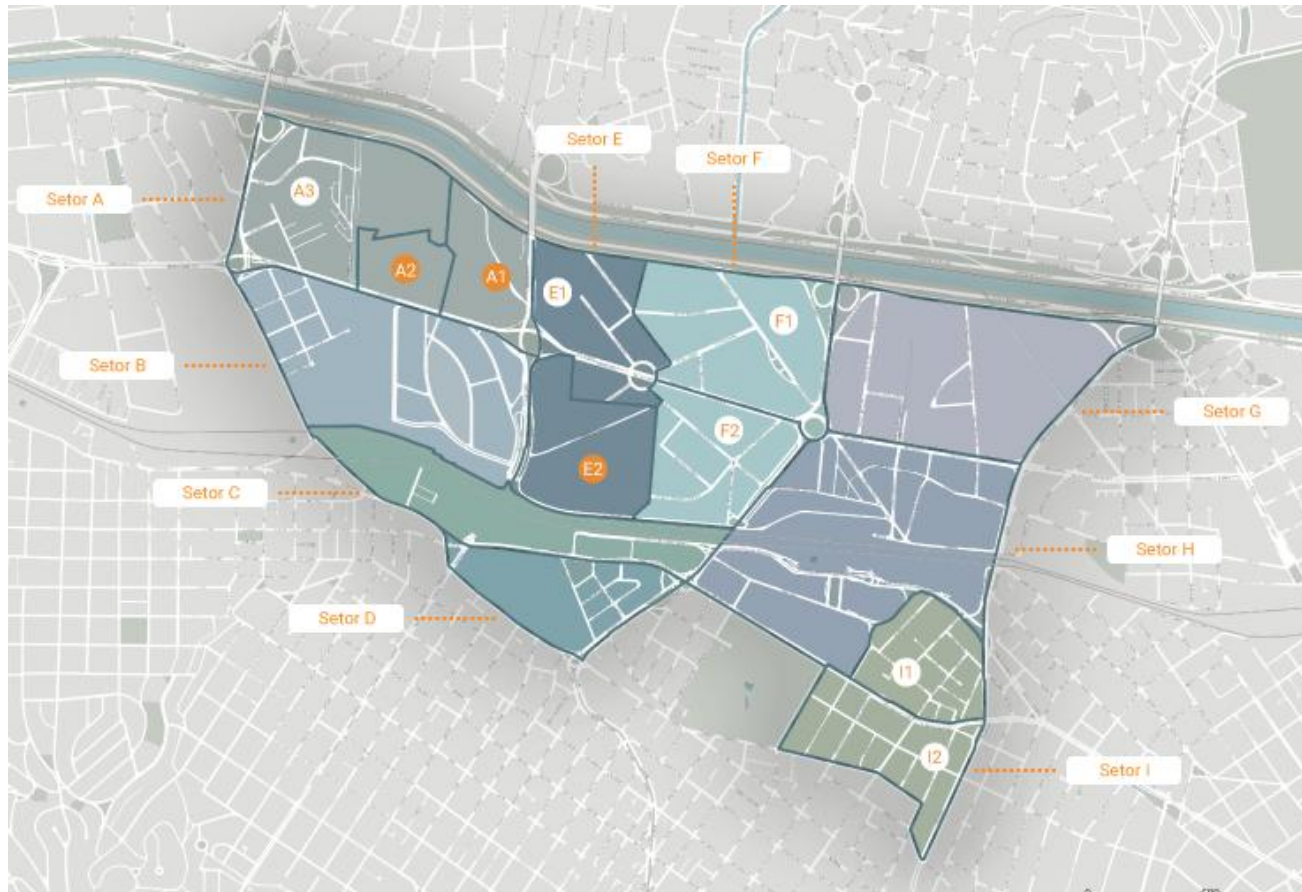 Setor E
Setor F
Setor A
A3
A2
A1
E1
F1
Setor B
Setor G
F2
E2
Setor C
Setor H
Setor D
I1
I2
Setor I